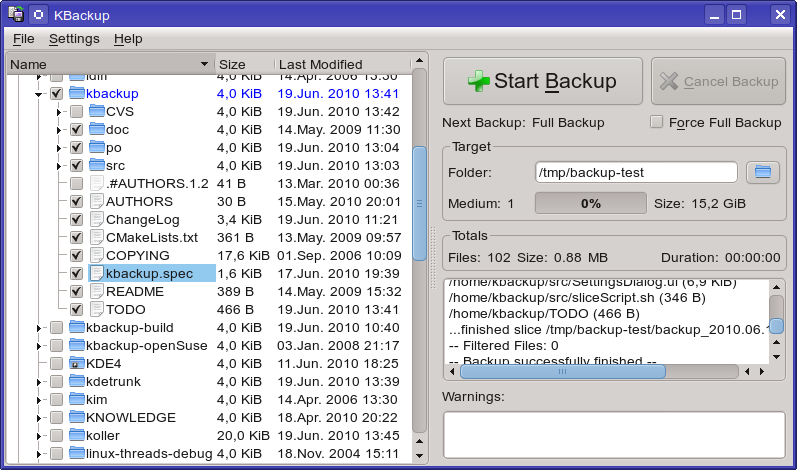 KBackup
File Settings Help
Name Size Last Modified
idiff 4,0 KiB 14.Apr. 2006 13:30
kbackup 4,0 KiB 19.Jun. 2010 13:41
CVS 4,0 KiB 19.Jun. 2010 13:42
doc 4,0 KiB 14.May. 2009 11:30
po 4,0 KiB 19.Jun. 2010 13:04
src 4,0 KiB 19.Jun. 2010 13:03
.#AUTHORS.1.2 41 B 13.Mar. 2010 00:36
AUTHORS 30 B 15.May. 2010 20:01
ChangeLog 3,4 KiB 19.Jun. 2010 11:21
CMakeLists.txt 361 B 13.May. 2009 09:57
COPYING 17,6 KiB 01.Sep. 2006 10:09
kbackup.spec 1,6 KiB 17.Jun. 2010 19:39
README 389 B 14.May. 2009 15:32
TODO 466 B 19.Jun. 2010 13:41
kbackup-build 4,0 KiB 19.Jun. 2010 10:40
kbackup-openSuse 4,0 KiB 03.Jan. 2008 21:17
KDE4 4,0 KiB 11.Jun. 2010 18:25
kdetrunk 4,0 KiB 19.Jun. 2010 13:39
kim 4,0 KiB 14.Apr. 2006 13:30
KNOWLEDGE 4,0 KiB 18.Apr. 2010 20:22
koller 20,0 KiB 19.Jun. 2010 13:45
linux-threads-debug 4,0 KiB 18.Nov. 2004 15:11
Start Backup Cancel Backup
Next Backup: Full Backup Force Full Backup
Target
Folder: /tmp/backup-test
Medium: 1 0% Size: 15,2 GiB
Totals
Files: 102 Size: 0.88 MB Duration: 00:00:00
/home/kbackup/src/SettingsDialog.ui (6,9 KiB)
/home/kbackup/src/sliceScript.sh (346 B)
/home/kbackup/TODO (466 B)
...finished slice /tmp/backup-test/backup_2010.06.1
-- Filtered Files: 0
-- Backup successfully finished --
Warnings: